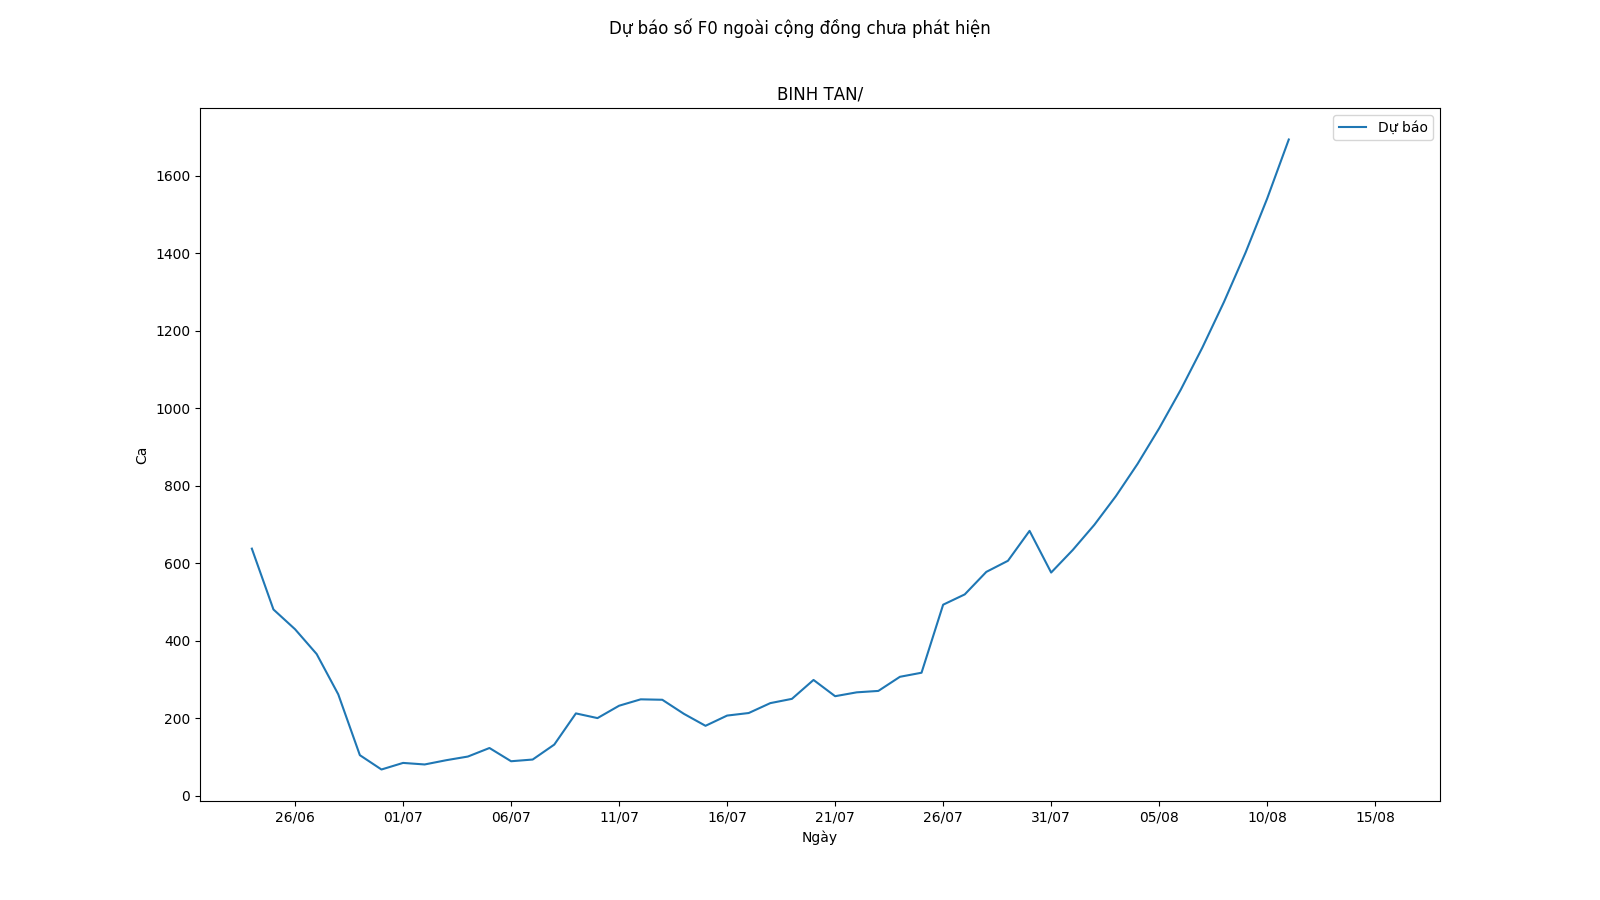 Dự báo số F0 ngoài cộng đồng chưa phát hiện
BINH TAN/
Dự báo
1600
1400
1200
1000
800
600
400
200
0
Ca
26/06 01/07 06/07 11/07 16/07 21/07 26/07 31/07 05/08 10/08 15/08
Ngày